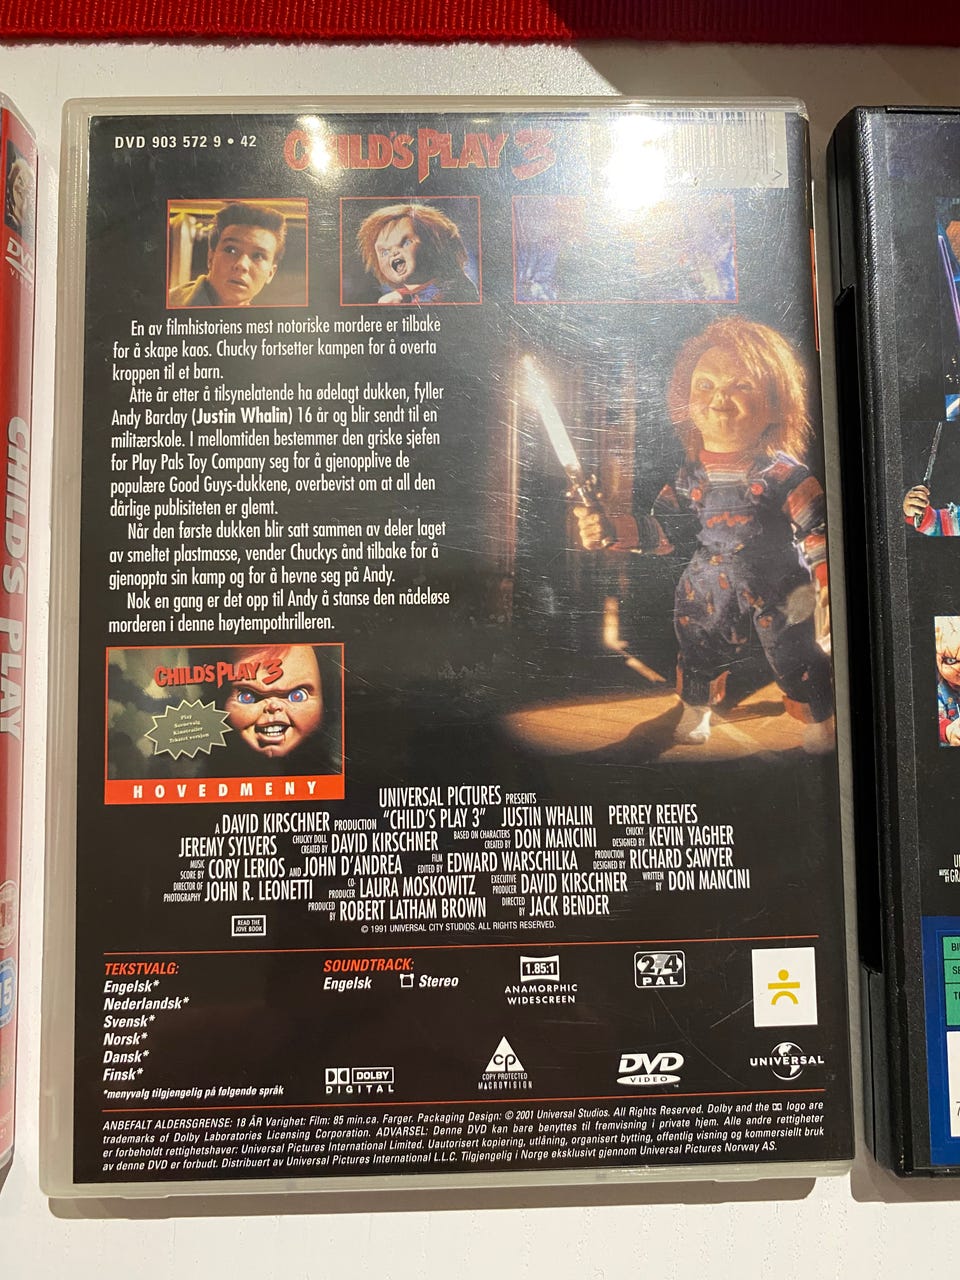 DVD 903 572 9 • 42
CHILD'S PLAY 3
En av filmhistoriens mest notoriske mordere er tilbake
for å skape kaos. Chucky fortsetter kampen for å overta
kroppen til et barn.
Åtte år etter å tilsynelatende ha ødelagt dukken, fyller
Andy Barclay (Justin Whalin) 16 år og blir sendt til en
militærskole. I mellomtiden bestemmer den griske sjefen
for Play Pals Toy Company seg for å gjenopplive de
populære Good Guys-dukkene, overbevist om at all den
dårlige publisiteten er glemt.
Når den første dukken blir satt sammen av deler laget
av smeltet plastmasse, vender Chuckys ånd tilbake for å
gjenoppta sin kamp og for å hevne seg på Andy.
Nok en gang er det opp til Andy å stanse den nådeløse
morderen i denne høytempothrilleren.
CHILD'S PLAY 3
Play
Scenevalg
Kinotrailer
Tekstet versjon
HOVEDMENY
UNIVERSAL PICTURES PRESENTS
A DAVID KIRSCHNER PRODUCTION "CHILD'S PLAY 3" JUSTIN WHALIN PERREY REEVES
JEREMY SYLVERS CHUCKY DOLL CREATED BY DAVID KIRSCHNER BASED ON CHARACTERS CREATED BY DON MANCINI CHUCKY DESIGNED BY KEVIN YAGHER
MUSIC SCORE BY CORY LERIOS AND JOHN D'ANDREA FILM EDITED BY EDWARD WARSCHILKA PRODUCTION DESIGNED BY RICHARD SAWYER
DIRECTOR OF PHOTOGRAPHY JOHN R. LEONETTI CO-PRODUCER LAURA MOSKOWITZ EXECUTIVE PRODUCER DAVID KIRSCHNER WRITTEN BY DON MANCINI
PRODUCED BY ROBERT LATHAM BROWN DIRECTED BY JACK BENDER
READ THE JOVE BOOK
© 1991 UNIVERSAL CITY STUDIOS. ALL RIGHTS RESERVED.
TEKSTVALG:
Engelsk*
Nederlandsk*
Svensk*
Norsk*
Dansk*
Finsk*
*menyvalg tilgjengelig på følgende språk
SOUNDTRACK:
Engelsk Stereo
1.85:1
ANAMORPHIC
WIDESCREEN
2,4
PAL
DOLBY
DIGITAL
CP
COPY PROTECTED
MACROVISION
DVD
VIDEO
UNIVERSAL
ANBEFALT ALDERSGRENSE: 18 ÅR Varighet: Film: 85 min.ca. Farger. Packaging Design: © 2001 Universal Studios. All Rights Reserved. Dolby and the logo are
trademarks of Dolby Laboratories Licensing Corporation. ADVARSEL: Denne DVD kan bare benyttes til fremvisning i private hjem. Alle andre rettigheter
er forbeholdt rettighetshaver: Universal Pictures International Limited. Uautorisert kopiering, utlåning, organisert bytting, offentlig visning og kommersiellt bruk
av denne DVD er forbudt. Distribuert av Universal Pictures International L.L.C. Tilgjengelig i Norge eksklusivt gjennom Universal Pictures Norway AS.
CHILD'S PLAY
15